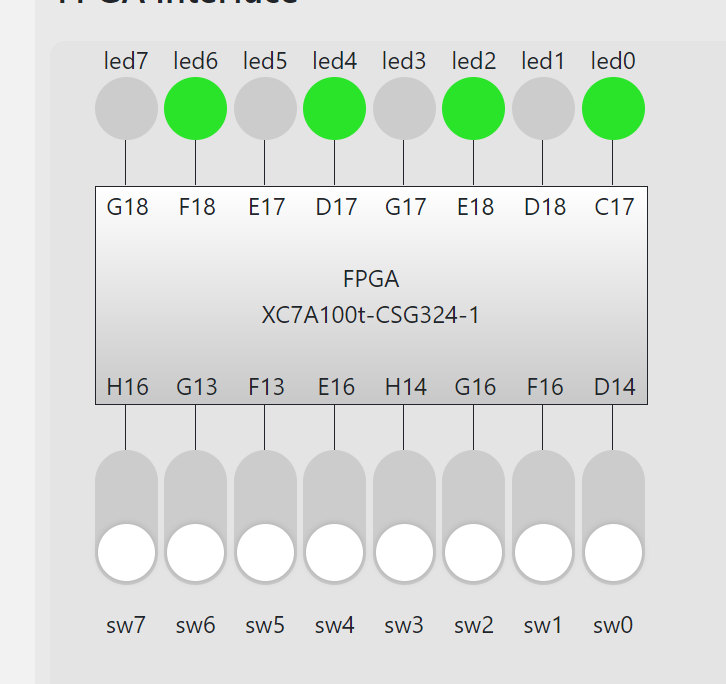 FPGA Interface
led7 led6 led5 led4 led3 led2 led1 led0
G18 F18 E17 D17 G17 E18 D18 C17
FPGA
XC7A100t-CSG324-1
H16 G13 F13 E16 H14 G16 F16 D14
sw7 sw6 sw5 sw4 sw3 sw2 sw1 sw0